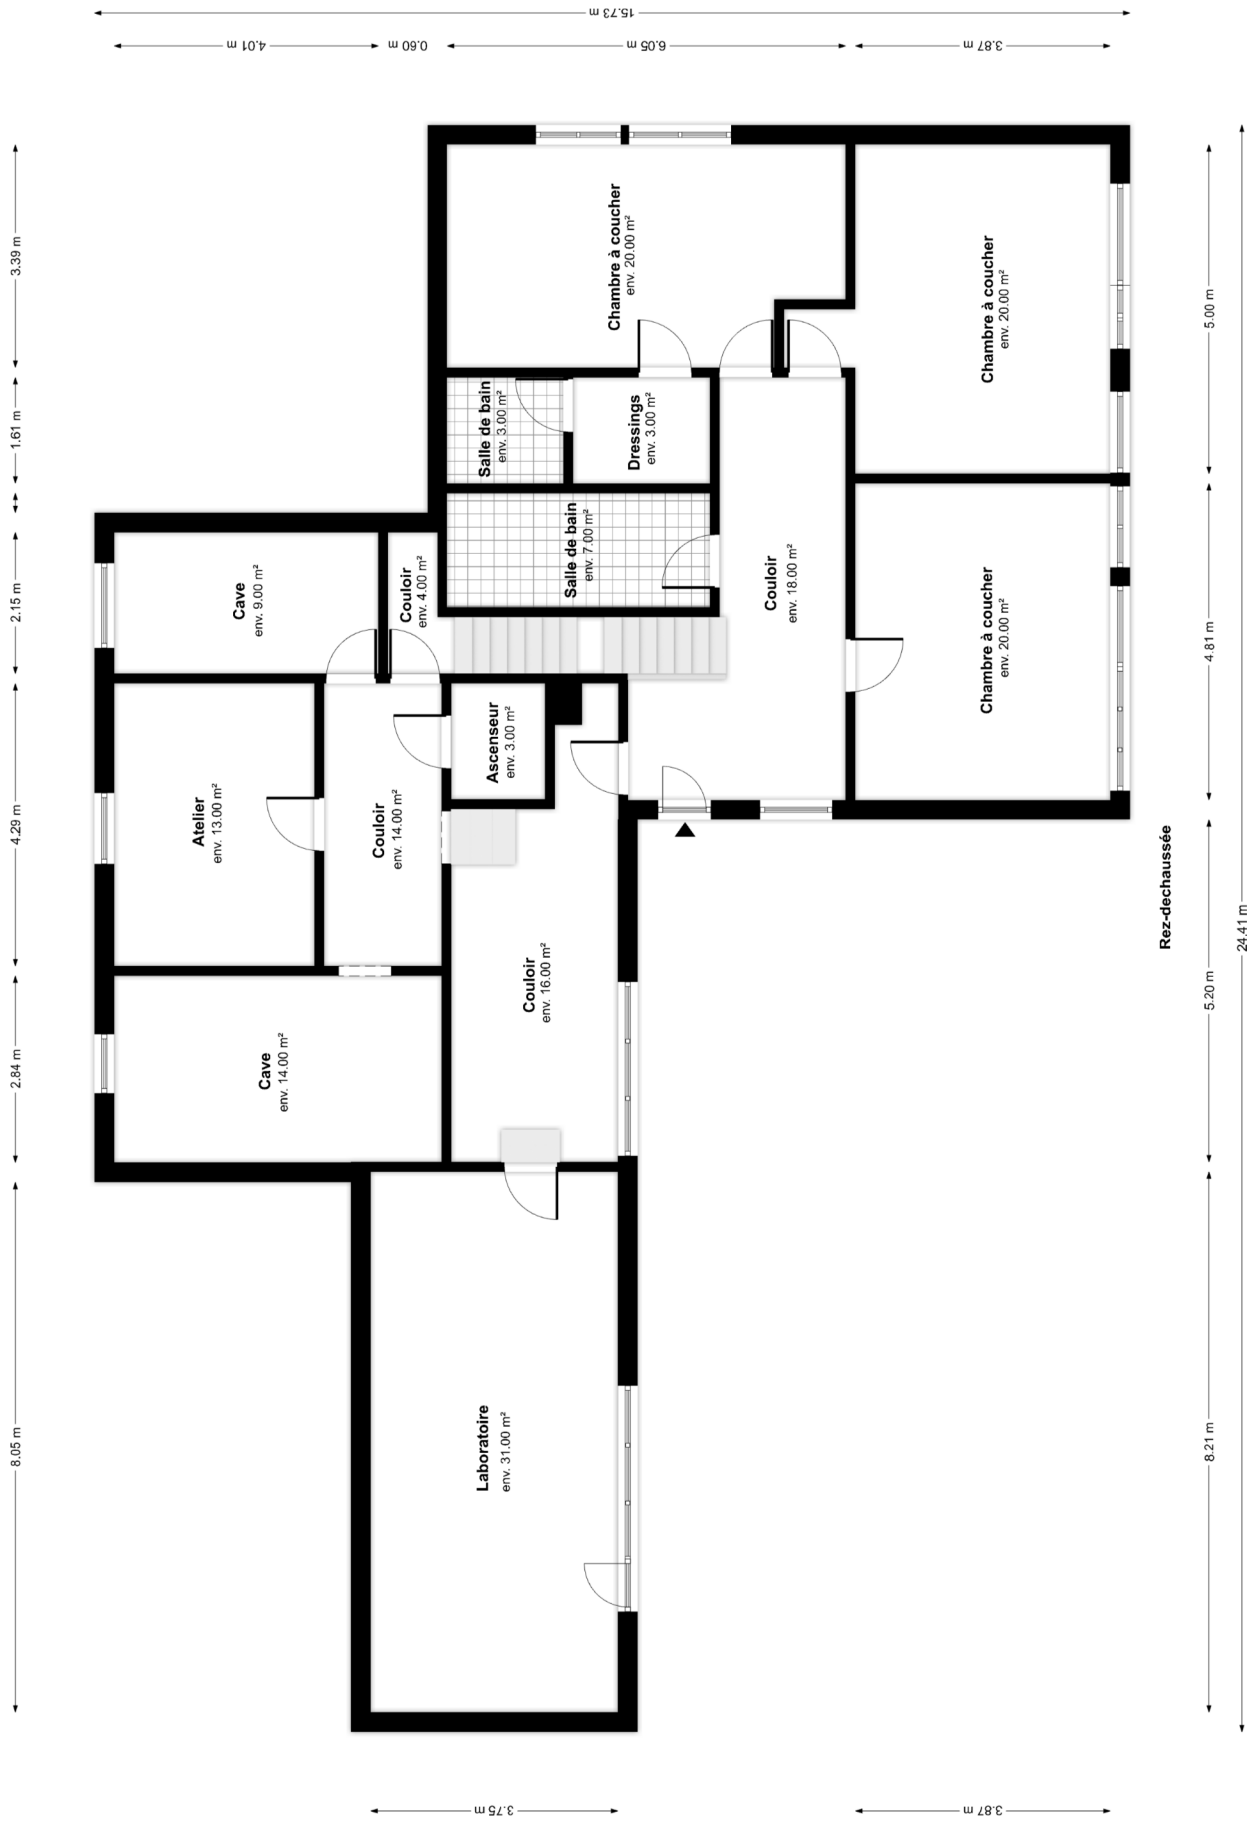 15.73 m
4.01 m
0.60 m
6.05 m
3.87 m
3.39 m
1.61 m
2.15 m
4.29 m
2.84 m
8.05 m
Chambre à coucher
env. 20.00 m²
Chambre à coucher
env. 20.00 m²
Salle de bain
env. 3.00 m²
Dressings
env. 3.00 m²
Salle de bain
env. 7.00 m²
Cave
env. 9.00 m²
Couloir
env. 4.00 m²
Couloir
env. 18.00 m²
Chambre à coucher
env. 20.00 m²
Ascenseur
env. 3.00 m²
Atelier
env. 13.00 m²
Couloir
env. 14.00 m²
Couloir
env. 16.00 m²
Cave
env. 14.00 m²
Laboratoire
env. 31.00 m²
Rez-dechaussée
5.00 m
4.81 m
5.20 m
8.21 m
24.41 m
3.75 m
3.87 m